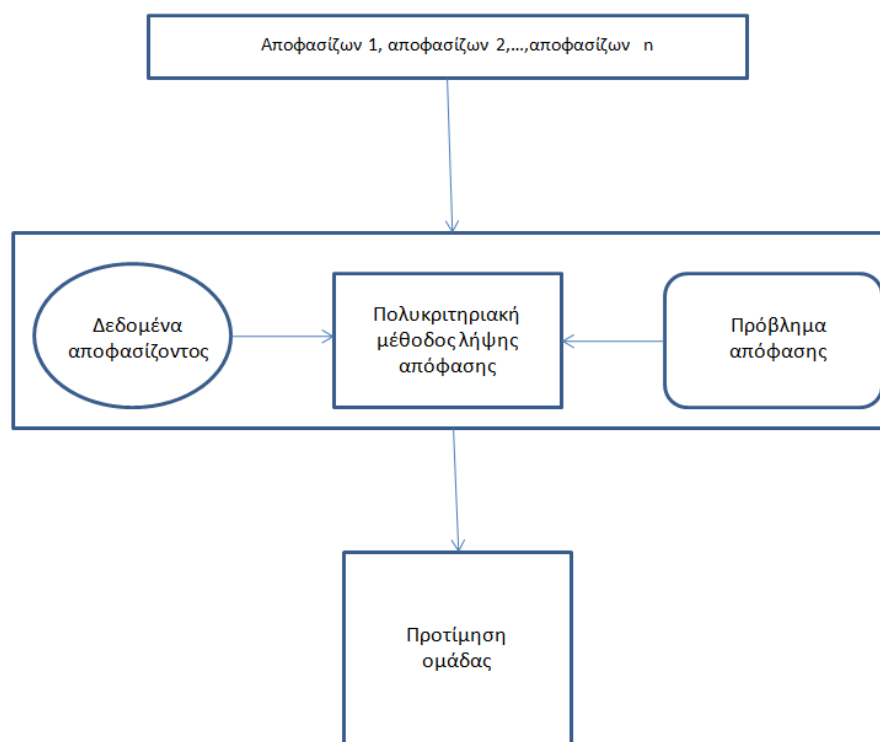 Αποφασίζων 1, αποφασίζων 2,...,αποφασίζων n
Δεδομένα
αποφασίζοντος
Πολυκριτηριακή
μέθοδος λήψης
απόφασης
Πρόβλημα
απόφασης
Προτίμηση
ομάδας